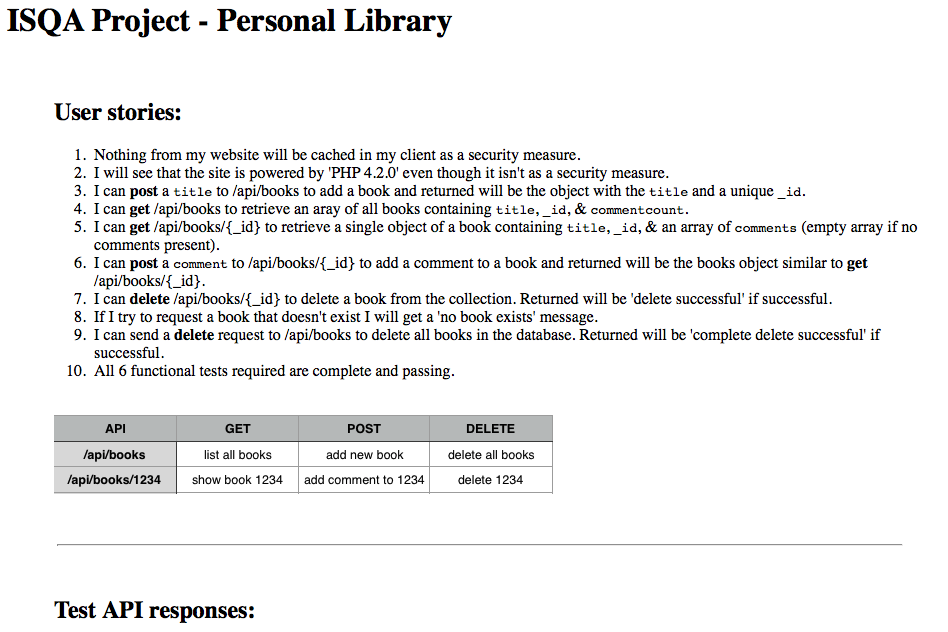 ISQA Project - Personal Library
User stories:
1. Nothing from my website will be cached in my client as a security measure.
2. I will see that the site is powered by 'PHP 4.2.0' even though it isn't as a security measure.
3. I can post a title to /api/books to add a book and returned will be the object with the title and a unique _id.
4. I can get /api/books to retrieve an aray of all books containing title, _id, & commentcount.
5. I can get /api/books/{_id} to retrieve a single object of a book containing title, _id, & an array of comments (empty array if no
comments present).
6. I can post a comment to /api/books/{_id} to add a comment to a book and returned will be the books object similar to get
/api/books/{_id}.
7. I can delete /api/books/{_id} to delete a book from the collection. Returned will be 'delete successful' if successful.
8. If I try to request a book that doesn't exist I will get a 'no book exists' message.
9. I can send a delete request to /api/books to delete all books in the database. Returned will be 'complete delete successful' if
successful.
10. All 6 functional tests required are complete and passing.
API GET POST DELETE
/api/books list all books add new book delete all books
/api/books/1234 show book 1234 add comment to 1234 delete 1234
Test API responses: